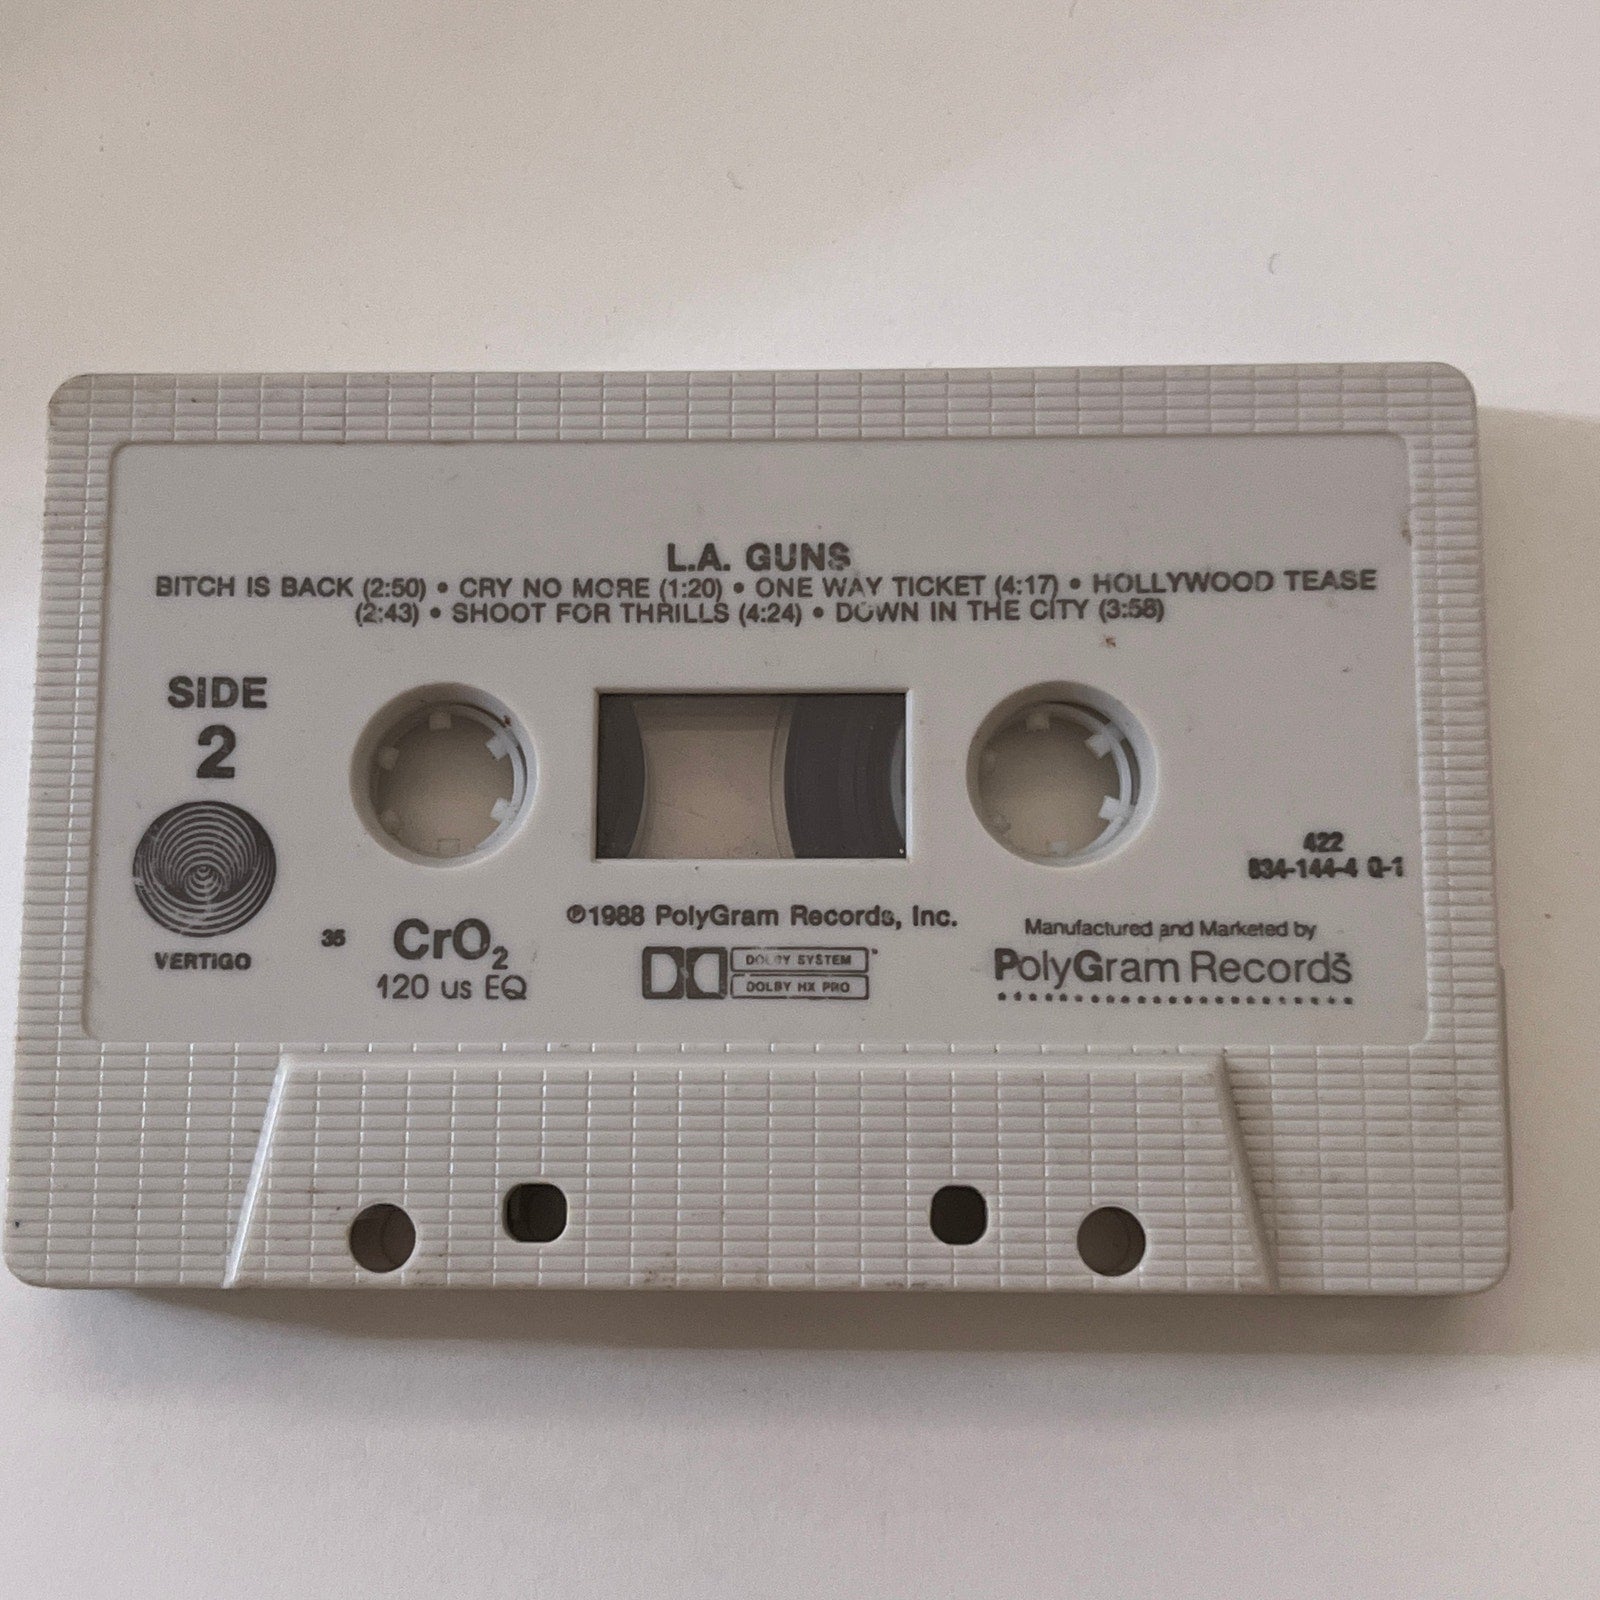 L.A. GUNS
BITCH IS BACK (2:50) • CRY NO MORE (1:20) • ONE WAY TICKET (4:17) • HOLLYWOOD TEASE
(2:43) • SHOOT FOR THRILLS (4:24) • DOWN IN THE CITY (3:58)
SIDE
2
VERTIGO
35
CrO2
120 us EQ
℗1988 PolyGram Records, Inc.
DOLBY SYSTEM
DOLBY HX PRO
422
834-144-4 Q-1
Manufactured and Marketed by
PolyGram Records